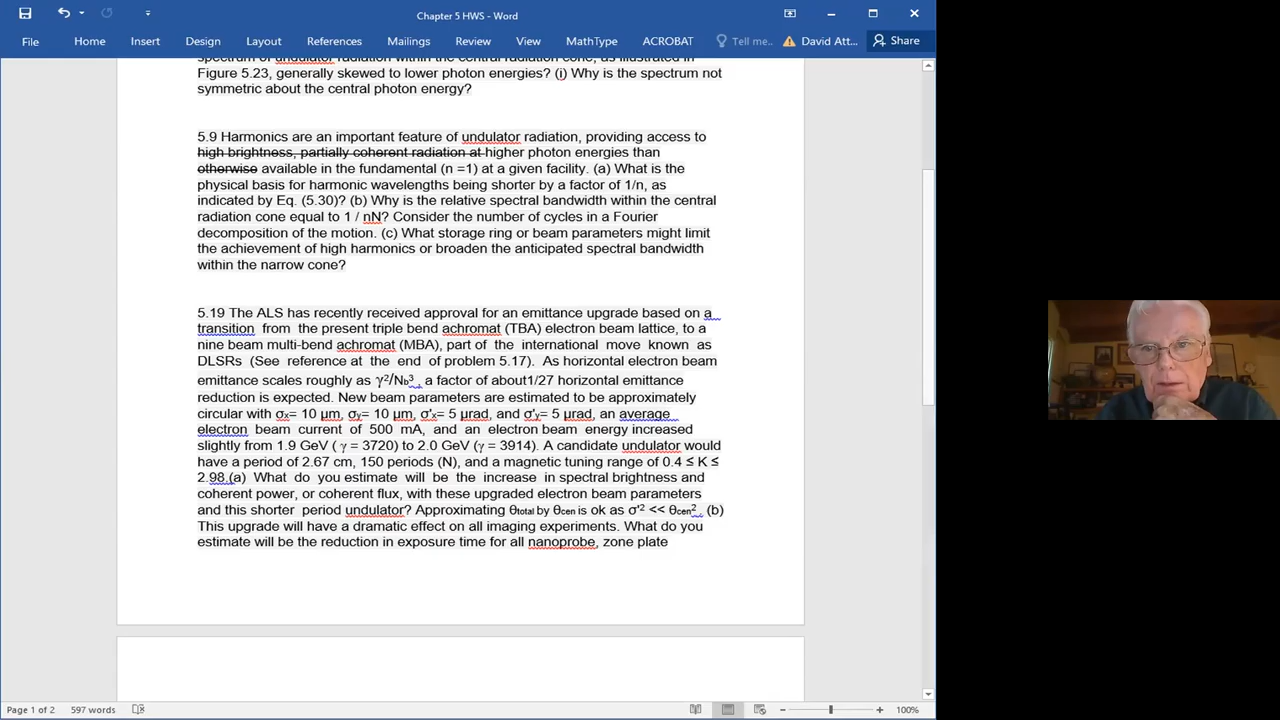 Chapter 5 HWS - Word
File Home Insert Design Layout References Mailings Review View MathType ACROBAT Tell me... David Att... Share
spectrum of undulator radiation within the central radiation cone, as illustrated in
Figure 5.23, generally skewed to lower photon energies? (i) Why is the spectrum not
symmetric about the central photon energy?
5.9 Harmonics are an important feature of undulator radiation, providing access to
high brightness, partially coherent radiation at higher photon energies than
otherwise available in the fundamental (n =1) at a given facility. (a) What is the
physical basis for harmonic wavelengths being shorter by a factor of 1/n, as
indicated by Eq. (5.30)? (b) Why is the relative spectral bandwidth within the central
radiation cone equal to 1 / nN? Consider the number of cycles in a Fourier
decomposition of the motion. (c) What storage ring or beam parameters might limit
the achievement of high harmonics or broaden the anticipated spectral bandwidth
within the narrow cone?
5.19 The ALS has recently received approval for an emittance upgrade based on a
transition from the present triple bend achromat (TBA) electron beam lattice, to a
nine beam multi-bend achromat (MBA), part of the international move known as
DLSRs (See reference at the end of problem 5.17). As horizontal electron beam
emittance scales roughly as γ²/Nb³ , a factor of about1/27 horizontal emittance
reduction is expected. New beam parameters are estimated to be approximately
circular with σx= 10 μm, σy= 10 μm, σ'x= 5 μrad, and σ'y= 5 μrad, an average
electron beam current of 500 mA, and an electron beam energy increased
slightly from 1.9 GeV ( γ = 3720) to 2.0 GeV (γ = 3914). A candidate undulator would
have a period of 2.67 cm, 150 periods (N), and a magnetic tuning range of 0.4 ≤ K ≤
2.98.(a) What do you estimate will be the increase in spectral brightness and
coherent power, or coherent flux, with these upgraded electron beam parameters
and this shorter period undulator? Approximating θtotal by θcen is ok as σ'² << θcen² . (b)
This upgrade will have a dramatic effect on all imaging experiments. What do you
estimate will be the reduction in exposure time for all nanoprobe, zone plate
Page 1 of 2 597 words 100%